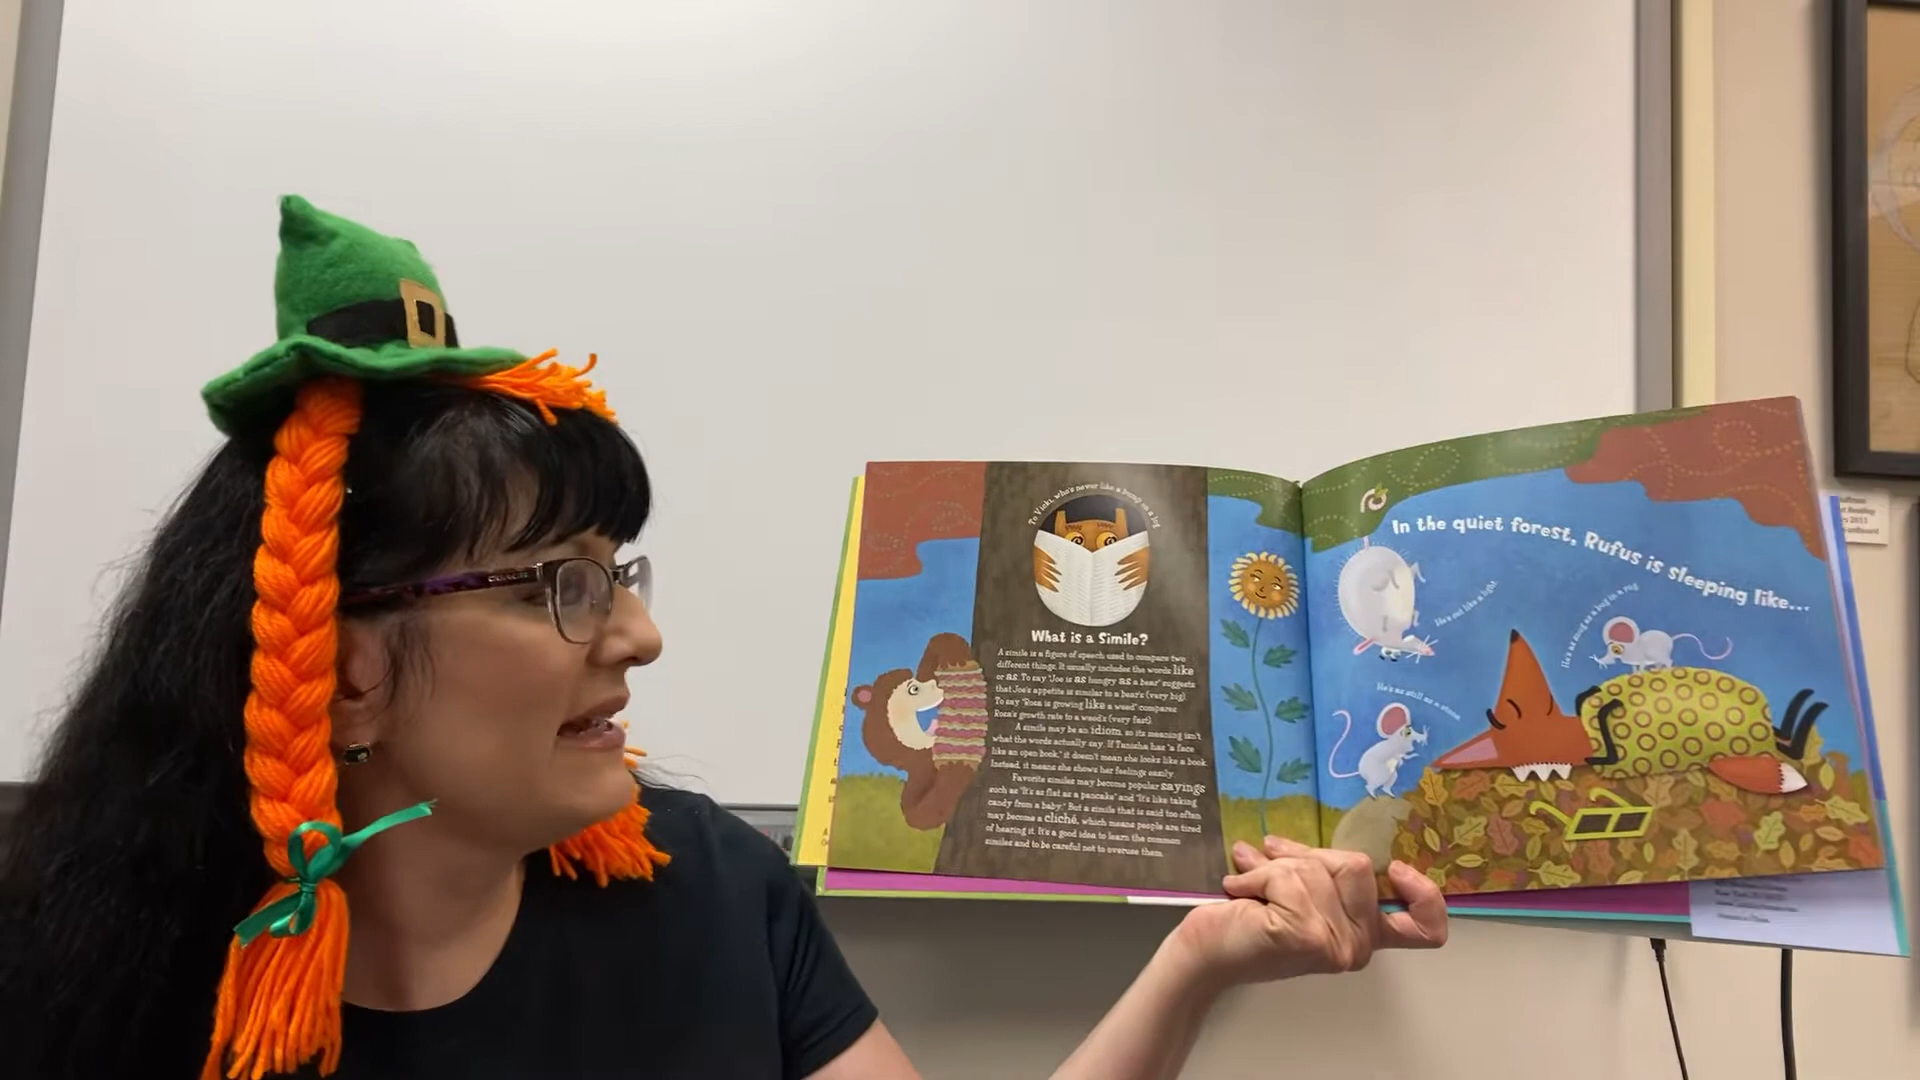 To Vicki, who's never like a bump on a log
What is a Simile?
A simile is a figure of speech used to compare two
different things. It usually includes the words like
or as. To say "Joe is as hungry as a bear" suggests
that Joe's appetite is similar to a bear's (very big).
To say "Rosa is growing like a weed" compares
Rosa's growth rate to a weed's (very fast).
A simile may be an idiom, so its meaning isn't
what the words actually say. If Tanisha has "a face
like an open book," it doesn't mean she looks like a book.
Instead, it means she shows her feelings easily.
Favorite similes may become popular sayings
such as "It's as flat as a pancake" and "It's like taking
candy from a baby." But a simile that is said too often
may become a cliché, which means people are tired
of hearing it. It's a good idea to learn the common
similes and to be careful not to overuse them.
In the quiet forest, Rufus is sleeping like...
He's out like a light.
He's as snug as a bug in a rug.
He's as still as a stone.
COACH